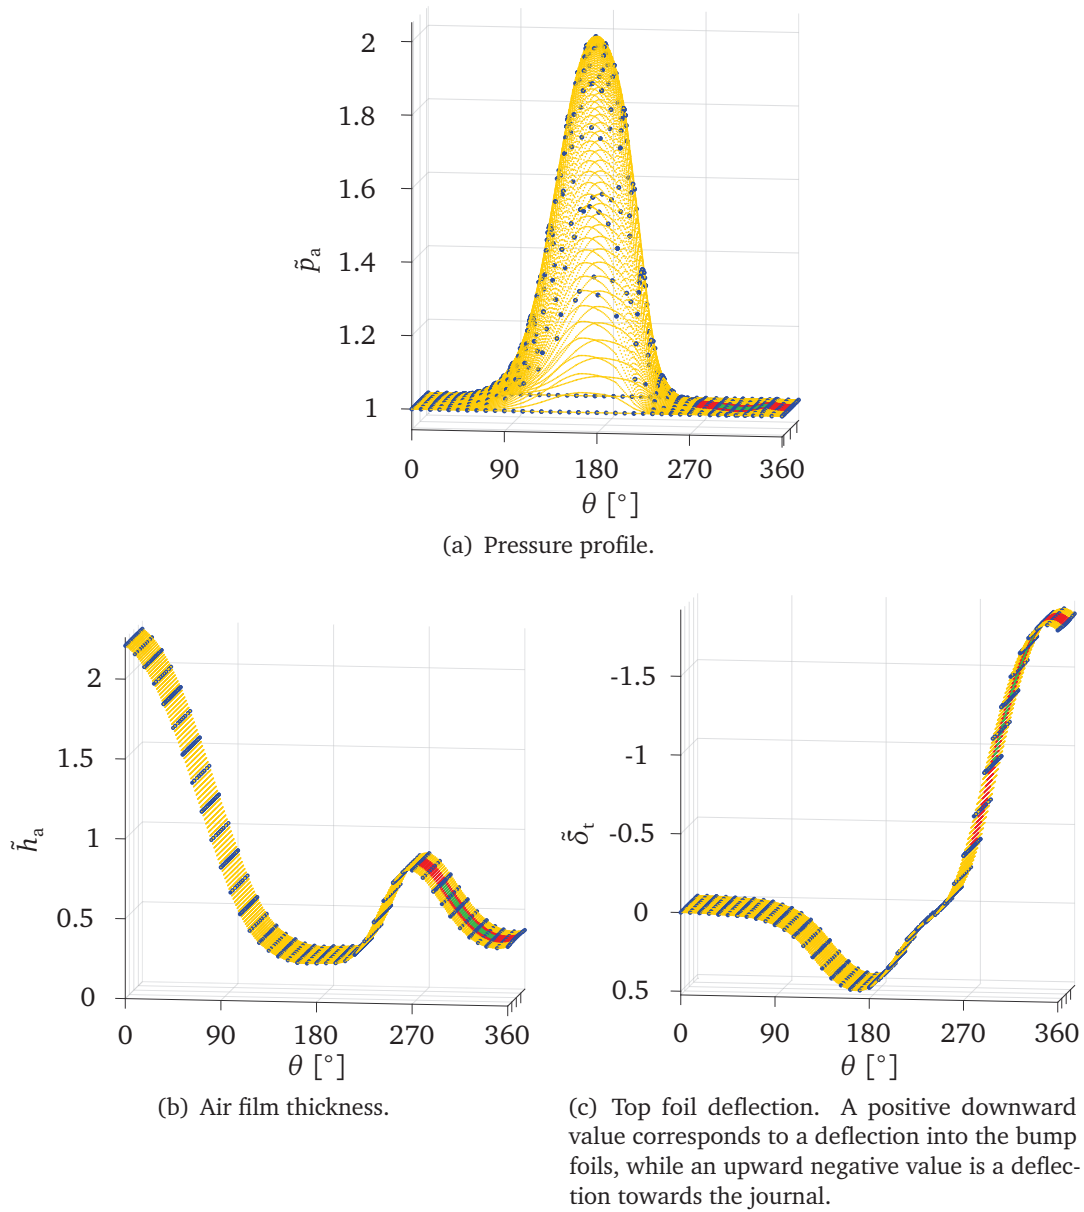 2
1.8
1.6
1.4
1.2
1
p̃ₐ
0 90 180 270 360
θ [°]
(a) Pressure profile.
2
1.5
1
0.5
0
h̃ₐ
0 90 180 270 360
θ [°]
(b) Air film thickness.
-1.5
-1
-0.5
0
0.5
δ̃ₜ
0 90 180 270 360
θ [°]
(c) Top foil deflection. A positive downward
value corresponds to a deflection into the bump
foils, while an upward negative value is a deflec-
tion towards the journal.